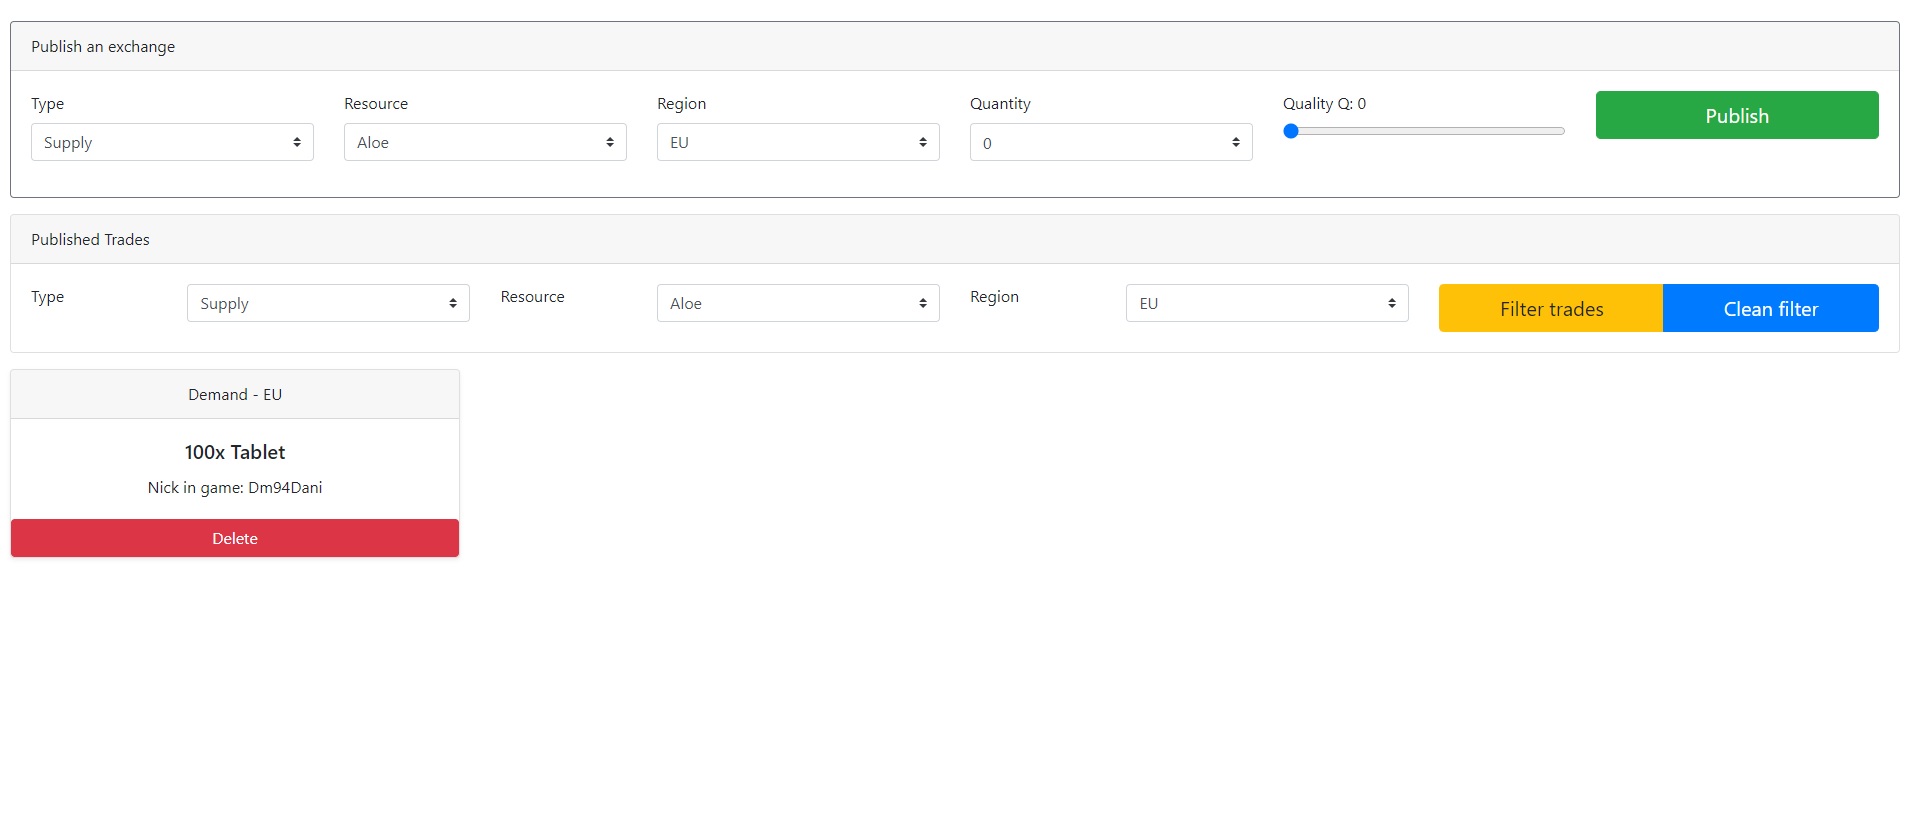 Publish an exchange
Type
Resource
Region
Quantity
Quality Q: 0
Publish
Supply
Aloe
EU
0
Published Trades
Type
Supply
Resource
Aloe
Region
EU
Filter trades
Clean filter
Demand - EU
100x Tablet
Nick in game: Dm94Dani
Delete